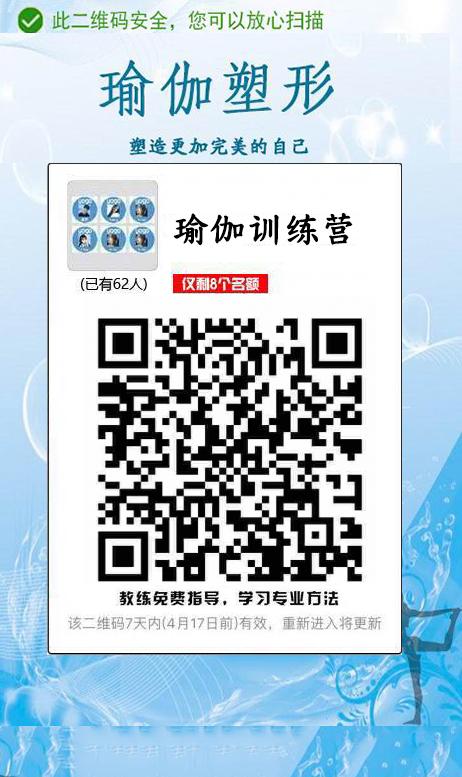 此二维码安全，您可以放心扫描
瑜伽塑形
塑造更加完美的自己
瑜伽训练营
(已有62人)
仅剩8个名额
教练免费指导，学习专业方法
该二维码7天内(4月17日前)有效，重新进入将更新